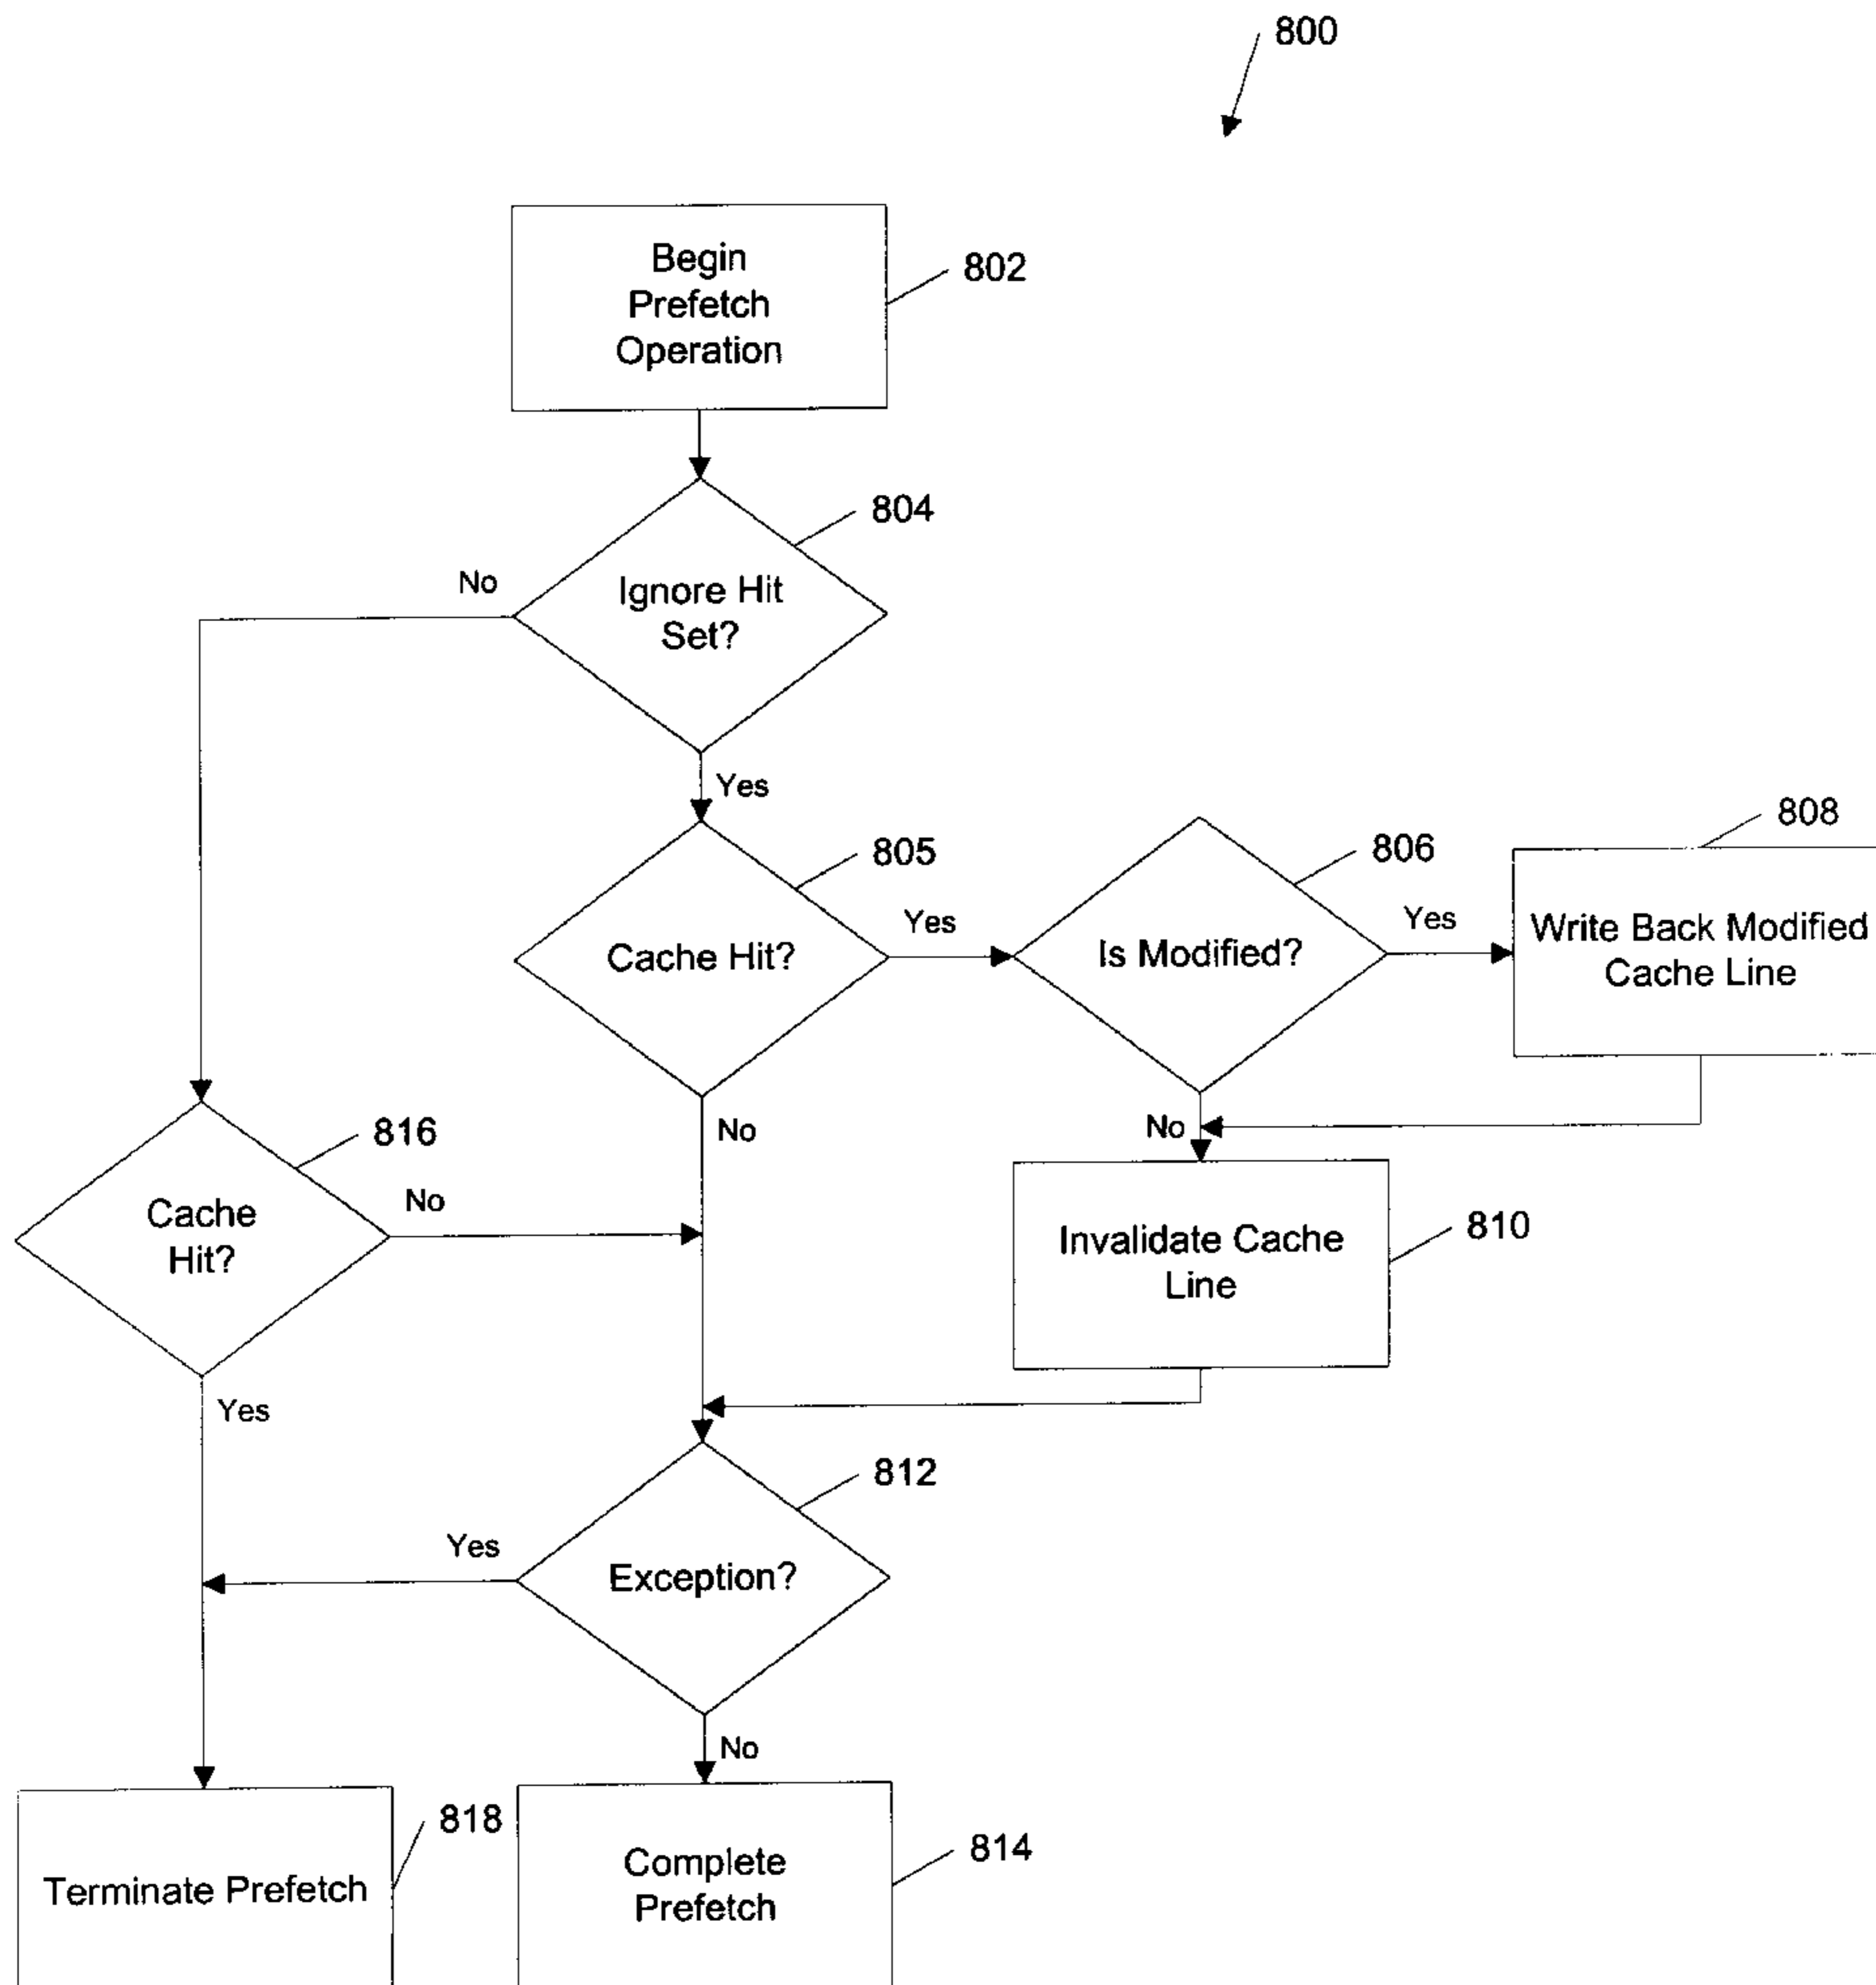 800
Begin
Prefetch
Operation
802
804
Ignore Hit
Set?
No
Yes
805
Cache Hit?
Yes
806
Is Modified?
Yes
808
Write Back Modified
Cache Line
No
No
816
Cache
Hit?
No
Invalidate Cache
Line
810
Yes
812
Exception?
Yes
No
818
Terminate Prefetch
Complete
Prefetch
814